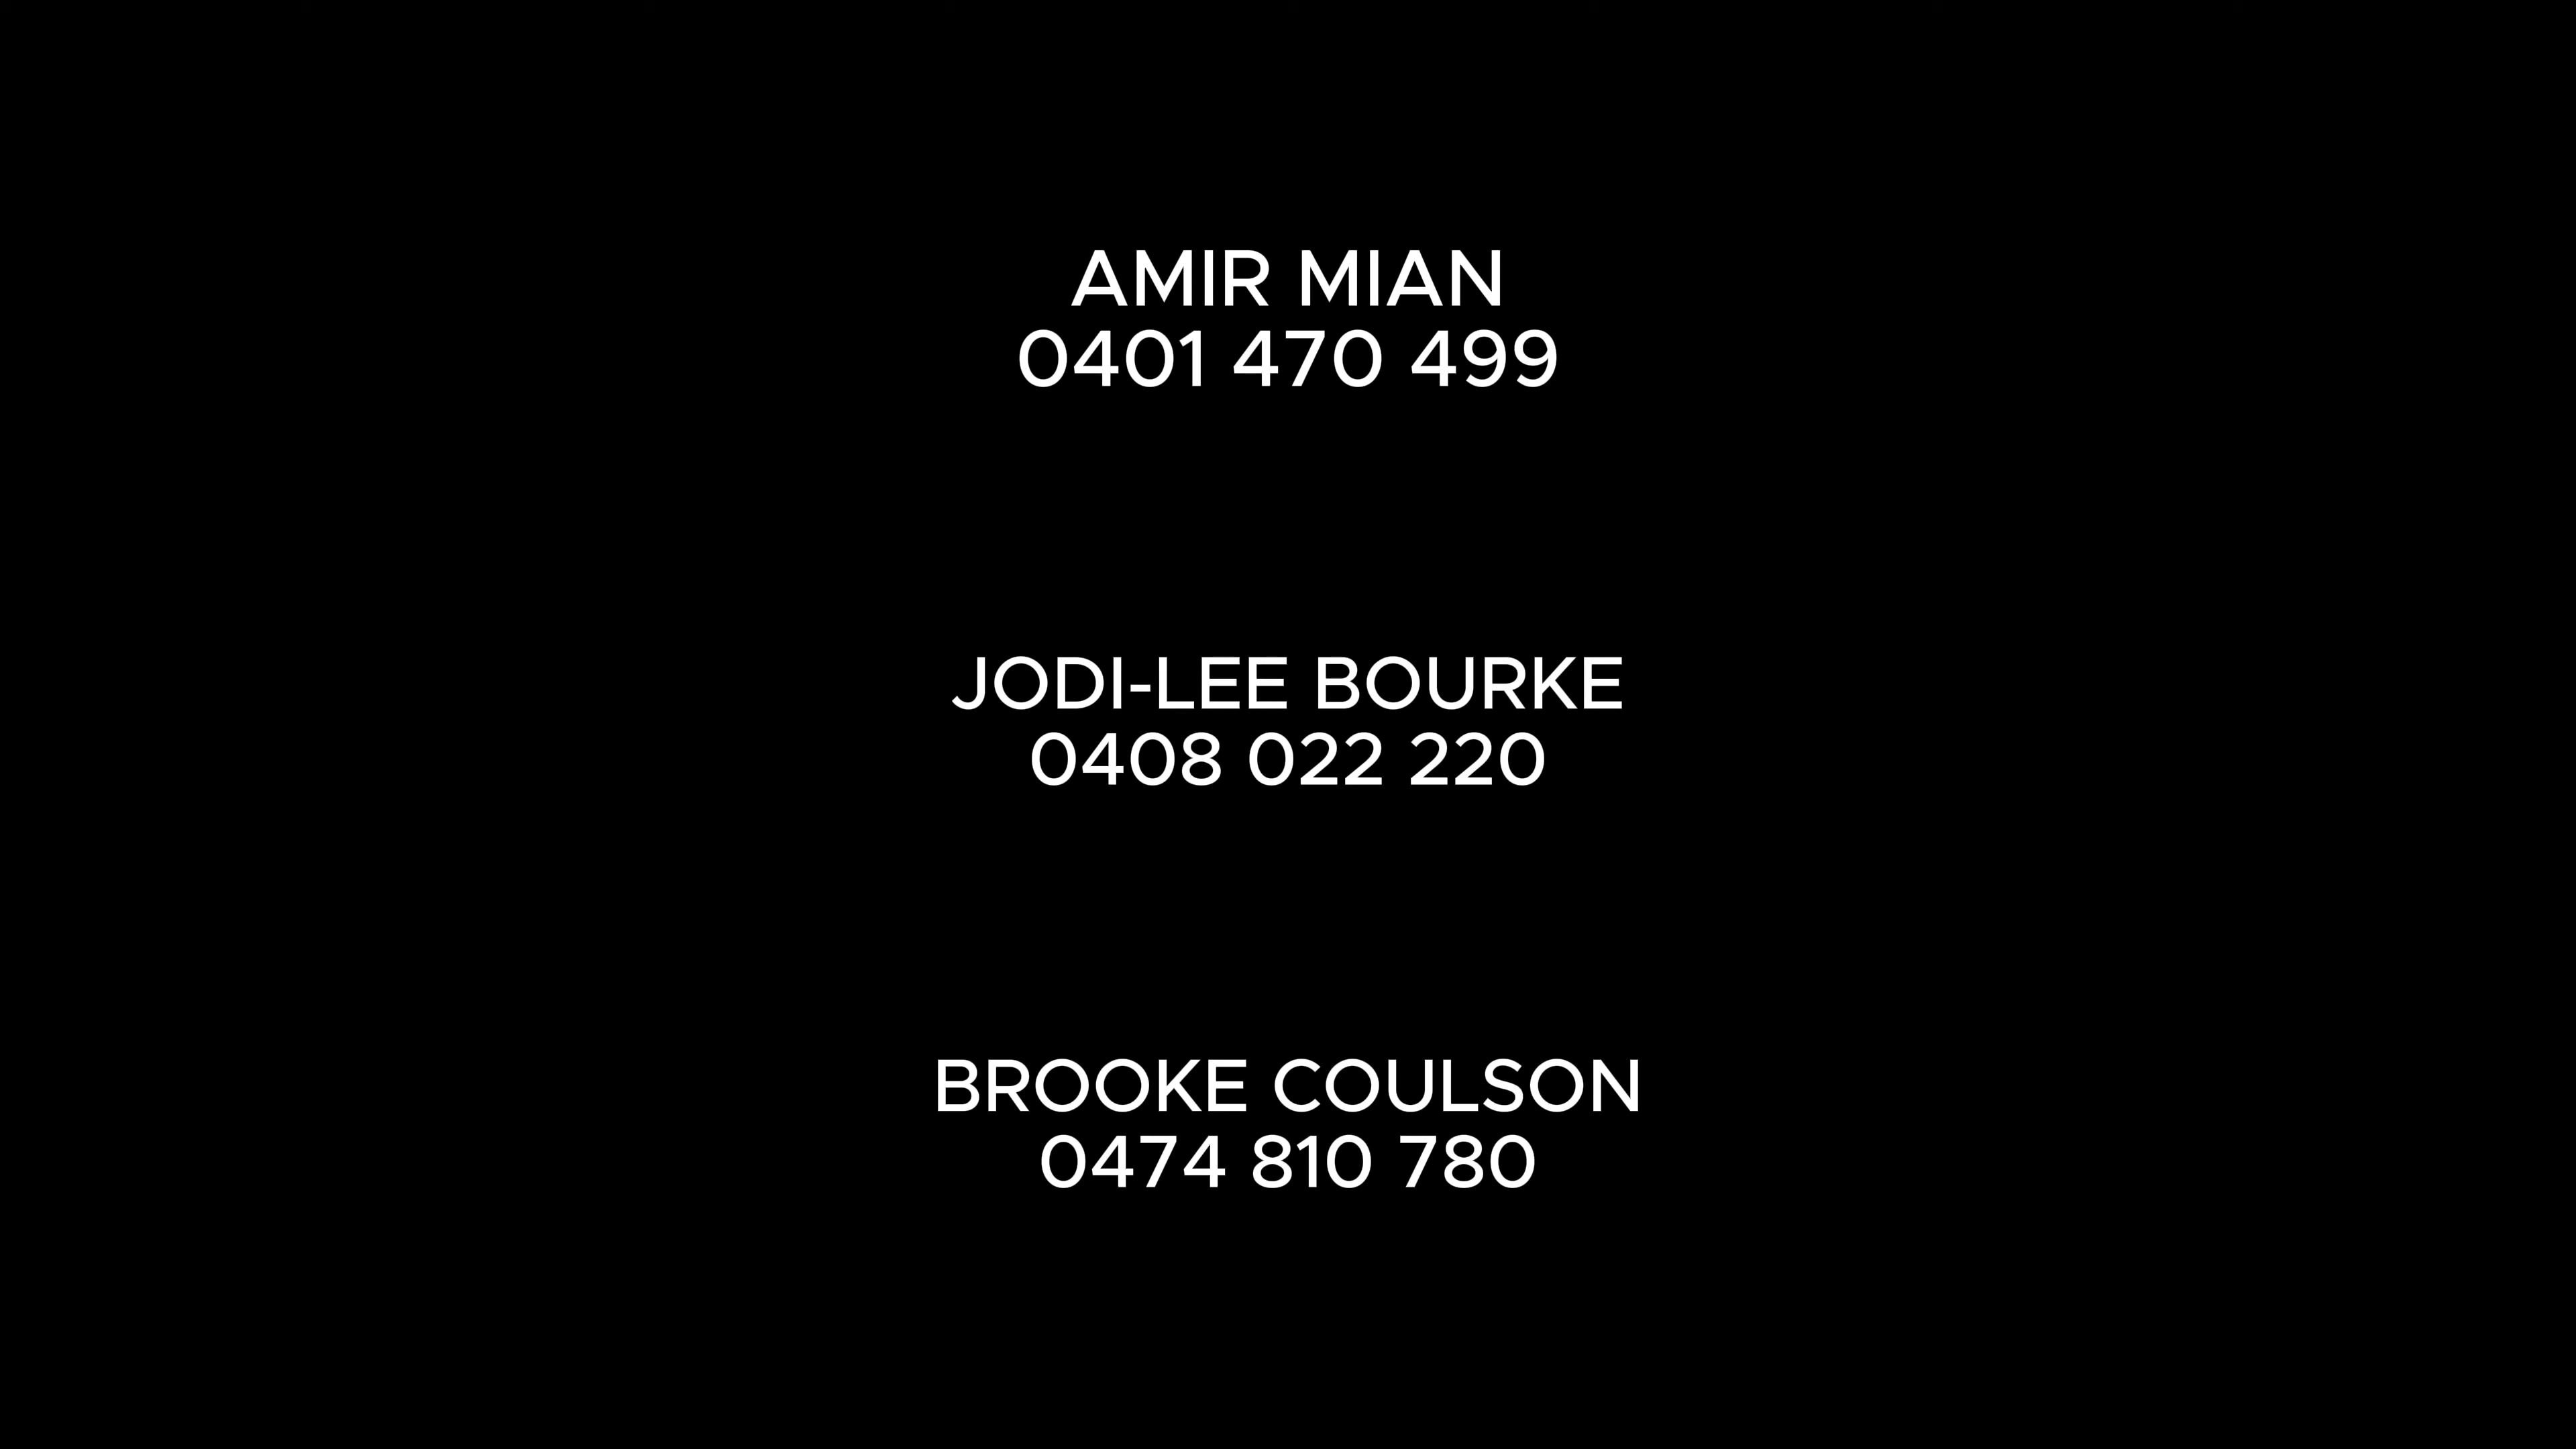 AMIR MIAN
0401 470 499
JODI-LEE BOURKE
0408 022 220
BROOKE COULSON
0474 810 780